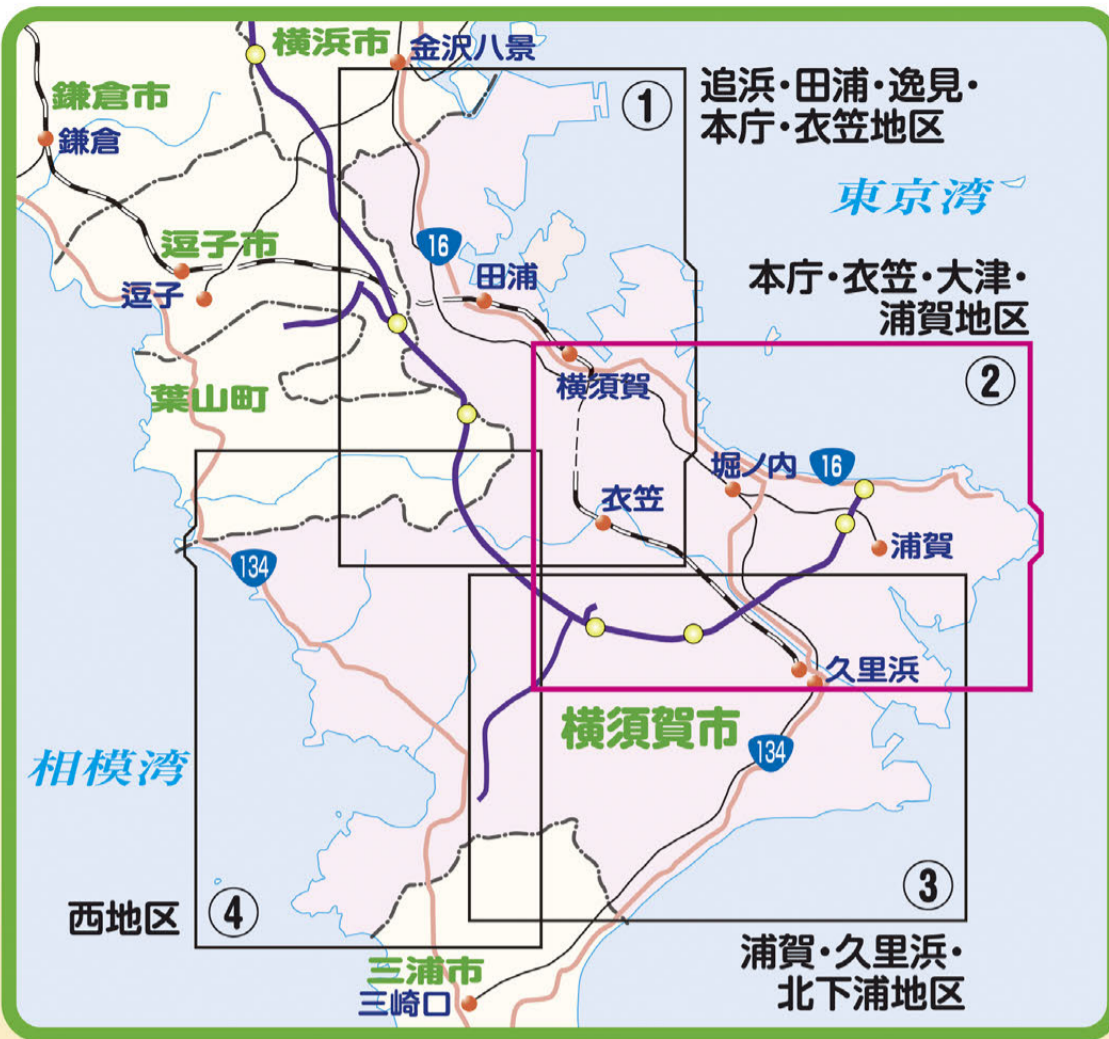 横浜市
金沢八景
鎌倉市
鎌倉
①
追浜・田浦・逸見・
本庁・衣笠地区
東京湾
逗子市
逗子
16
田浦
本庁・衣笠・大津・
浦賀地区
葉山町
横須賀
②
堀ノ内
16
衣笠
浦賀
134
久里浜
横須賀市
134
相模湾
③
西地区
④
浦賀・久里浜・
北下浦地区
三浦市
三崎口